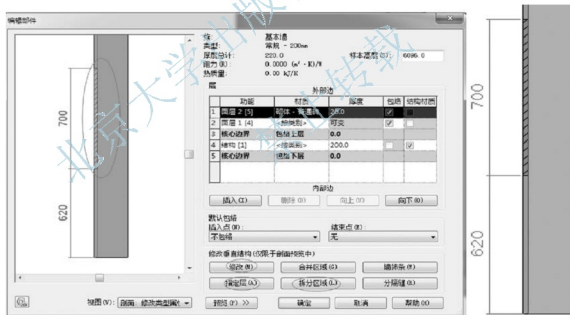 编辑部件
族: 基本墙
类型: 常规 - 200mm
厚度总计: 220.0 样本高度(S): 6096.0
阻力(R): 0.0000 (m²·K)/W
热质量: 0.00 kJ/K
层
外部边
功能 材质 厚度 包络 结构材质
1 面层 2 [5] 砌体 - 普通砖 20.0
2 面层 1 [4] <按类别> 可变
3 核心边界 包络上层 0.0
4 结构 [1] <按类别> 200.0
5 核心边界 包络下层 0.0
内部边
插入(I) 删除(D) 向上(U) 向下(O)
默认包络
插入点(N): 结束点(E):
不包络 无
修改垂直结构(仅限于剖面预览中)
修改(M) 合并区域(G) 墙饰条(W)
指定层(A) 拆分区域(L) 分隔缝(R)
视图(V): 剖面: 修改类型属性 预览(P) >> 确定 取消 帮助(H)
700
620
700
620
北京大学出版